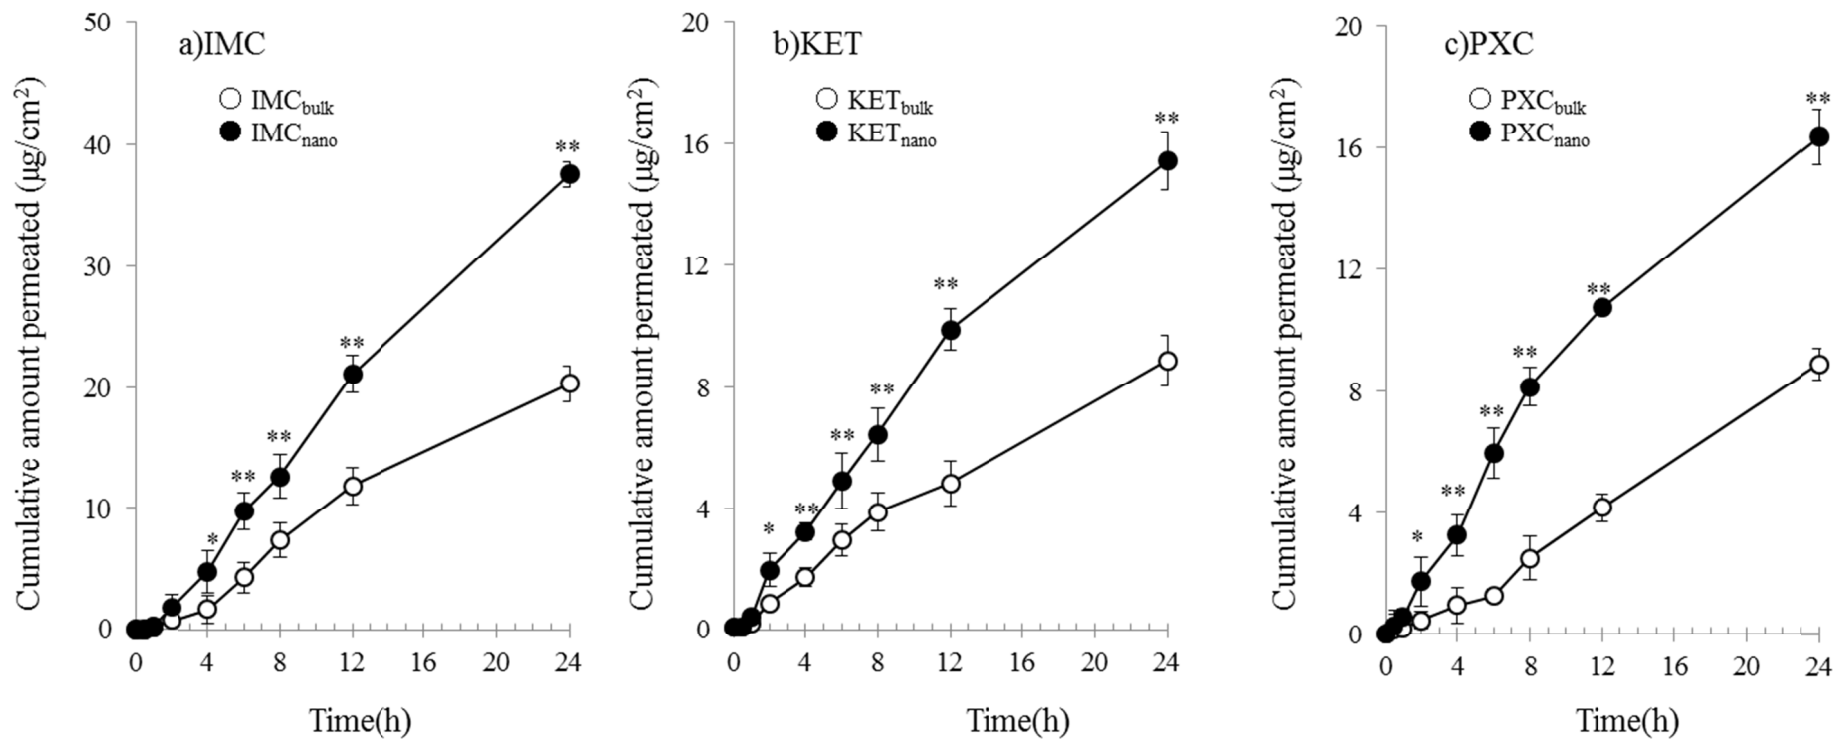 a)IMC
IMCbulk
IMCnano
Cumulative amount permeated (µg/cm2)
50
40
30
20
10
0
*
**
**
**
**
0 4 8 12 16 20 24
Time(h)
b)KET
KETbulk
KETnano
Cumulative amount permeated (µg/cm2)
20
16
12
8
4
0
*
**
**
**
**
**
0 4 8 12 16 20 24
Time(h)
c)PXC
PXCbulk
PXCnano
Cumulative amount permeated (µg/cm2)
20
16
12
8
4
0
*
**
**
**
**
**
0 4 8 12 16 20 24
Time(h)